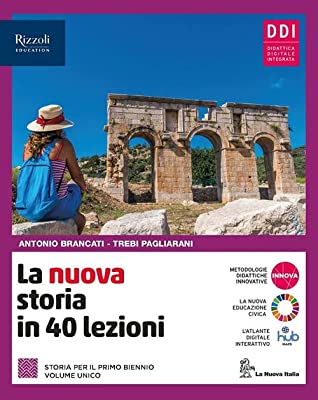 Rizzoli
EDUCATION
DDI
DIDATTICA
DIGITALE
INTEGRATA
ANTONIO BRANCATI - TREBI PAGLIARANI
La nuova
storia
in 40 lezioni
METODOLOGIE
DIDATTICHE
INNOVATIVE
INNOVA
LA NUOVA
EDUCAZIONE
CIVICA
L'ATLANTE
DIGITALE
INTERATTIVO
hub
MAPS
STORIA PER IL PRIMO BIENNIO
VOLUME UNICO
La Nuova Italia